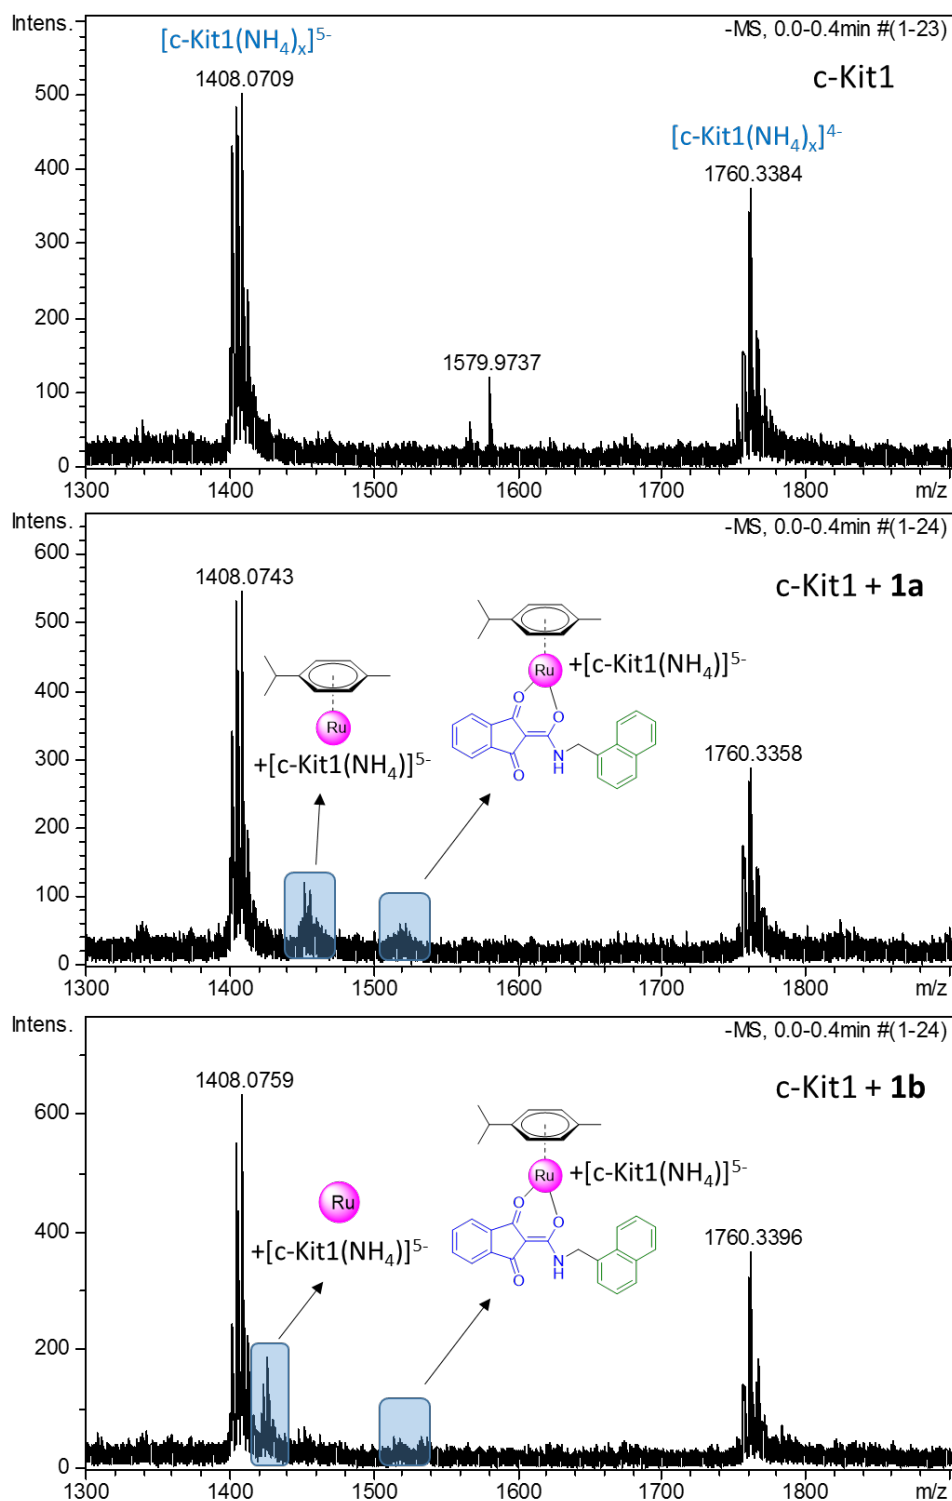 Intens.
-MS, 0.0-0.4min #(1-23)
[c-Kit1(NH₄)ₓ]⁵⁻
1408.0709
c-Kit1
500
[c-Kit1(NH₄)ₓ]⁴⁻
1760.3384
400
300
200
1579.9737
100
0
1300 1400 1500 1600 1700 1800 m/z
Intens.
-MS, 0.0-0.4min #(1-24)
600
1408.0743
c-Kit1 + 1a
500
Ru +[c-Kit1(NH₄)]⁵⁻
O
O
400
Ru
+[c-Kit1(NH₄)]⁵⁻
N
H
O
300
1760.3358
200
100
0
1300 1400 1500 1600 1700 1800 m/z
Intens.
-MS, 0.0-0.4min #(1-24)
1408.0759
c-Kit1 + 1b
600
Ru +[c-Kit1(NH₄)]⁵⁻
Ru
O
O
400
+[c-Kit1(NH₄)]⁵⁻
N
H
O
1760.3396
200
0
1300 1400 1500 1600 1700 1800 m/z